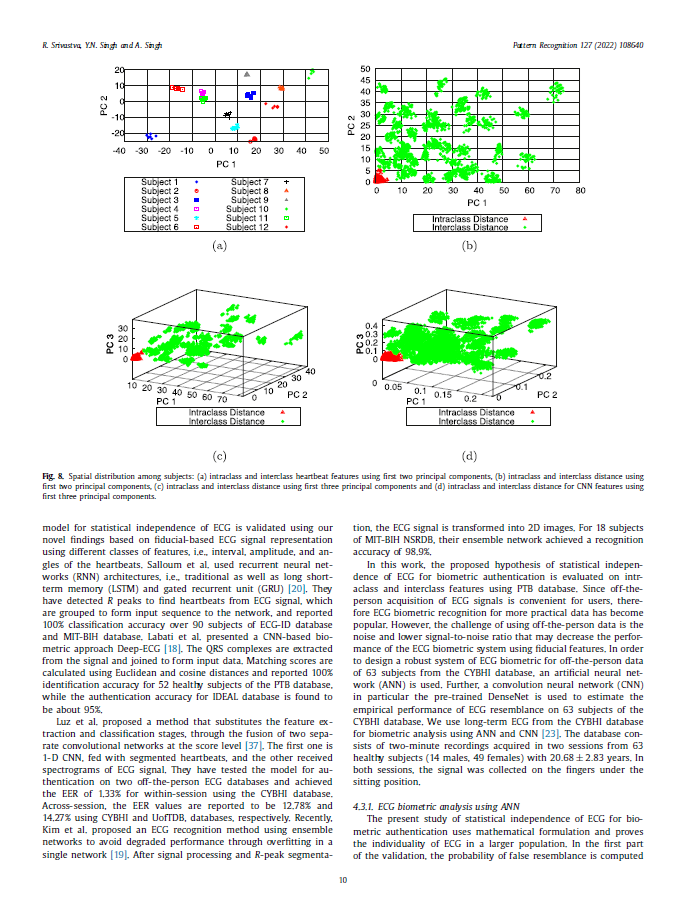 R. Srivastva, Y.N. Singh and A. Singh
Pattern Recognition 127 (2022) 108640
20
10
0
-10
-20
-40 -30 -20 -10 0 10 20 30 40 50
PC 2
PC 1
Subject 1
Subject 2
Subject 3
Subject 4
Subject 5
Subject 6
Subject 7
Subject 8
Subject 9
Subject 10
Subject 11
Subject 12
(a)
50
45
40
35
30
25
20
15
10
5
0
0 10 20 30 40 50 60 70 80
PC 2
PC 1
Intraclass Distance
Interclass Distance
(b)
PC 3
30
20
10
0
10 20 30 40 50 60 70
PC 1
0 10 20 30 40
PC 2
Intraclass Distance
Interclass Distance
(c)
PC 3
0.4
0.3
0.2
0.1
0
0 0.05 0.1 0.15 0.2
PC 1
0 0.1 0.2
PC 2
Intraclass Distance
Interclass Distance
(d)
Fig. 8. Spatial distribution among subjects: (a) intraclass and interclass heartbeat features using first two principal components, (b) intraclass and interclass distance using
first two principal components, (c) intraclass and interclass distance using first three principal components and (d) intraclass and interclass distance for CNN features using
first three principal components.
model for statistical independence of ECG is validated using our
novel findings based on fiducial-based ECG signal representation
using different classes of features, i.e., interval, amplitude, and an-
gles of the heartbeats. Salloum et al. used recurrent neural net-
works (RNN) architectures, i.e., traditional as well as long short-
term memory (LSTM) and gated recurrent unit (GRU) [20]. They
have detected R peaks to find heartbeats from ECG signal, which
are grouped to form input sequence to the network, and reported
100% classification accuracy over 90 subjects of ECG-ID database
and MIT-BIH database. Labati et al. presented a CNN-based bio-
metric approach Deep-ECG [18]. The QRS complexes are extracted
from the signal and joined to form input data. Matching scores are
calculated using Euclidean and cosine distances and reported 100%
identification accuracy for 52 healthy subjects of the PTB database,
while the authentication accuracy for IDEAL database is found to
be about 95%.
Luz et al. proposed a method that substitutes the feature ex-
traction and classification stages, through the fusion of two sepa-
rate convolutional networks at the score level [37]. The first one is
1-D CNN, fed with segmented heartbeats, and the other received
spectrograms of ECG signal. They have tested the model for au-
thentication on two off-the-person ECG databases and achieved
the EER of 1.33% for within-session using the CYBHI database.
Across-session, the EER values are reported to be 12.78% and
14.27% using CYBHI and UofTDB, databases, respectively. Recently,
Kim et al. proposed an ECG recognition method using ensemble
networks to avoid degraded performance through overfitting in a
single network [19]. After signal processing and R-peak segmenta-
tion, the ECG signal is transformed into 2D images. For 18 subjects
of MIT-BIH NSRDB, their ensemble network achieved a recognition
accuracy of 98.9%.
In this work, the proposed hypothesis of statistical indepen-
dence of ECG for biometric authentication is evaluated on intr-
aclass and interclass features using PTB database. Since off-the-
person acquisition of ECG signals is convenient for users, there-
fore ECG biometric recognition for more practical data has become
popular. However, the challenge of using off-the-person data is the
noise and lower signal-to-noise ratio that may decrease the perfor-
mance of the ECG biometric system using fiducial features. In order
to design a robust system of ECG biometric for off-the-person data
of 63 subjects from the CYBHI database, an artificial neural net-
work (ANN) is used. Further, a convolution neural network (CNN)
in particular the pre-trained DenseNet is used to estimate the
empirical performance of ECG resemblance on 63 subjects of the
CYBHI database. We use long-term ECG from the CYBHI database
for biometric analysis using ANN and CNN [23]. The database con-
sists of two-minute recordings acquired in two sessions from 63
healthy subjects (14 males, 49 females) with 20.68 ± 2.83 years. In
both sessions, the signal was collected on the fingers under the
sitting position.
4.3.1. ECG biometric analysis using ANN
The present study of statistical independence of ECG for bio-
metric authentication uses mathematical formulation and proves
the individuality of ECG in a larger population. In the first part
of the validation, the probability of false resemblance is computed
10